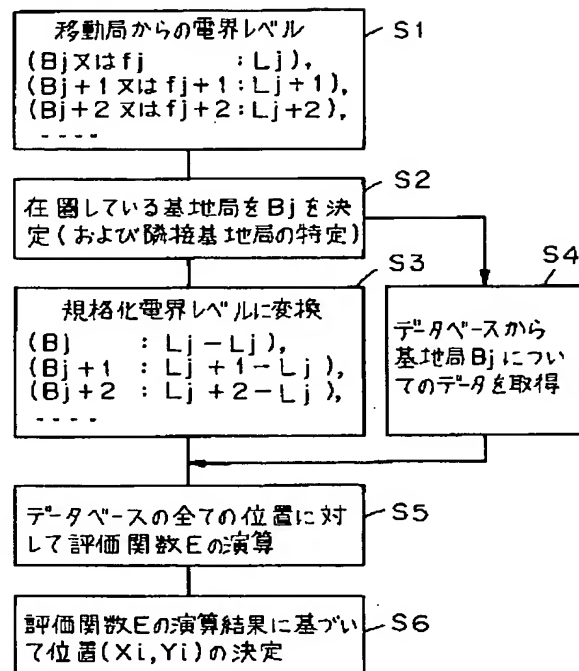 移動局からの電界レベル
(Bj又はfj :Lj),
(Bj+1又はfj+1:Lj+1),
(Bj+2又はfj+2:Lj+2),
----
S1
在圏している基地局をBjを決
定(および隣接基地局の特定)
S2
規格化電界レベルに変換
(Bj : Lj-Lj),
(Bj+1 : Lj+1-Lj),
(Bj+2 : Lj+2-Lj),
----
S3
データベースから
基地局Bjについ
てのデータを取得
S4
データベースの全ての位置に対
して評価関数Eの演算
S5
評価関数Eの演算結果に基づい
て位置(Xi,Yi)の決定
S6